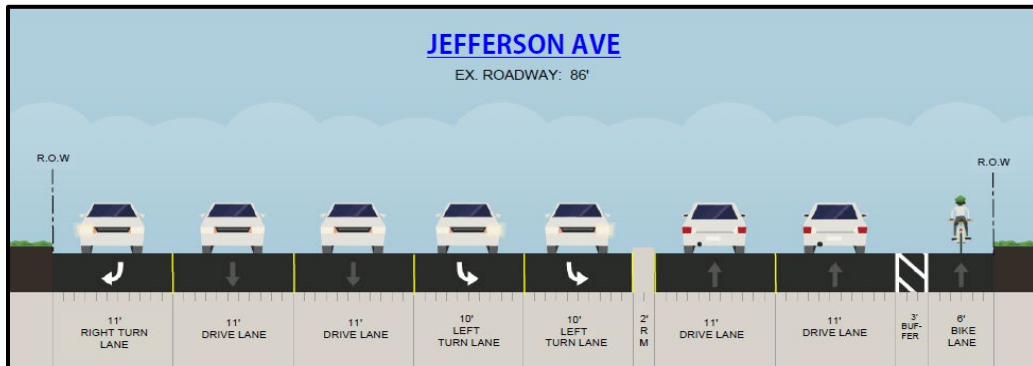 JEFFERSON AVE
EX. ROADWAY: 86'
R.O.W
R.O.W
11'
RIGHT TURN
LANE
11'
DRIVE LANE
11'
DRIVE LANE
10'
LEFT
TURN LANE
10'
LEFT
TURN LANE
2'
R
M
11'
DRIVE LANE
11'
DRIVE LANE
3'
BUF-
FER
6'
BIKE
LANE